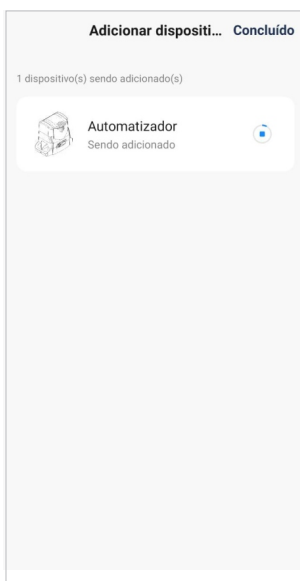 Adicionar dispositi... Concluído
1 dispositivo(s) sendo adicionado(s)
Automatizador
Sendo adicionado